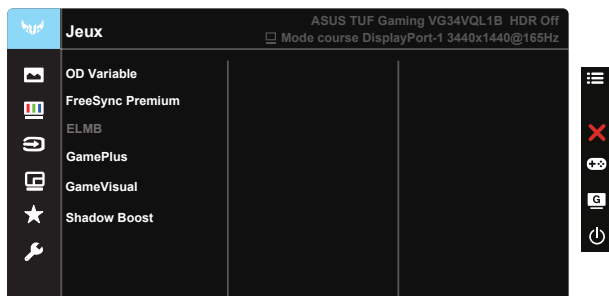 Jeux
ASUS TUF Gaming VG34VQL1B HDR Off
Mode course DisplayPort-1 3440x1440@165Hz
OD Variable
FreeSync Premium
ELMB
GamePlus
GameVisual
Shadow Boost
G